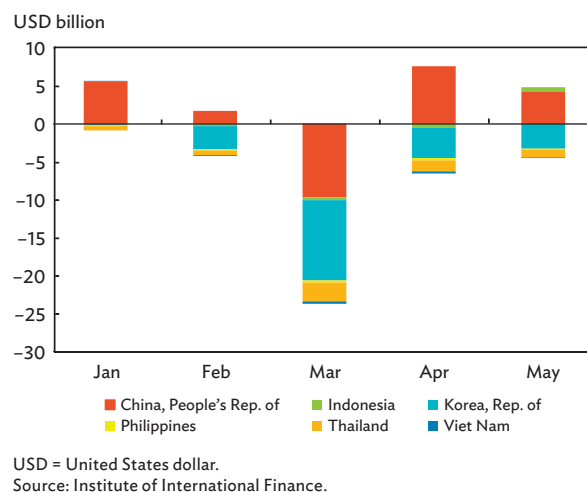 USD billion
10
5
0
–5
–10
–15
–20
–25
–30
Jan Feb Mar Apr May
China, People's Rep. of Indonesia Korea, Rep. of
Philippines Thailand Viet Nam
USD = United States dollar.
Source: Institute of International Finance.